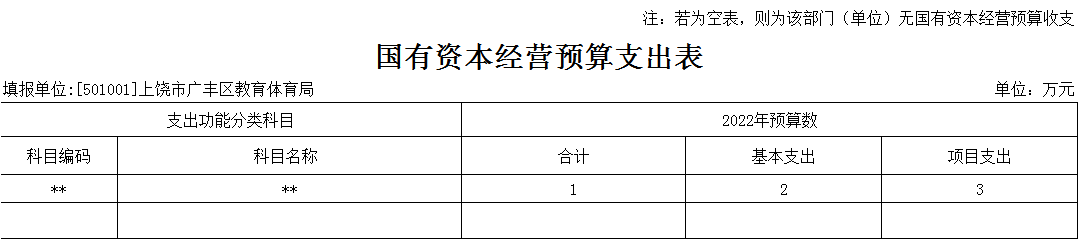 注：若为空表，则为该部门（单位）无国有资本经营预算收支
国有资本经营预算支出表
填报单位:[501001]上饶市广丰区教育体育局 单位：万元
支出功能分类科目 2022年预算数
科目编码 科目名称 合计 基本支出 项目支出
** ** 1 2 3